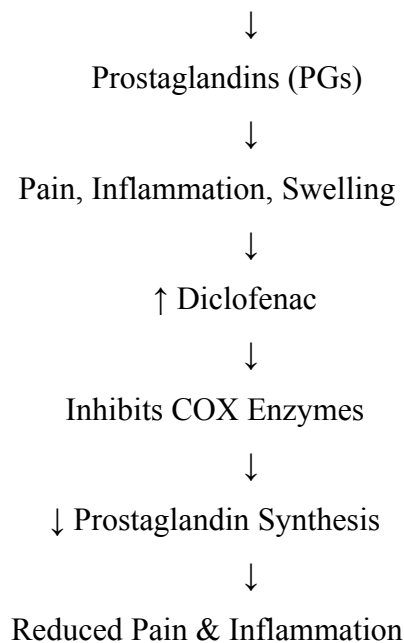 ↓
Prostaglandins (PGs)
↓
Pain, Inflammation, Swelling
↓
↑ Diclofenac
↓
Inhibits COX Enzymes
↓
↓ Prostaglandin Synthesis
↓
Reduced Pain & Inflammation